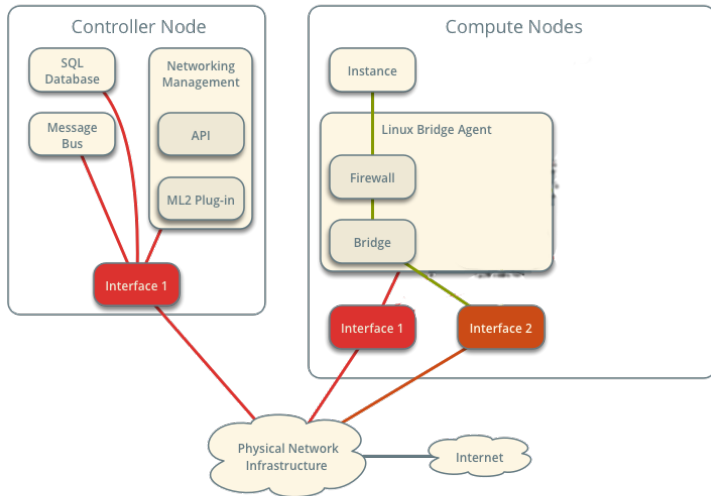 Controller Node
SQL
Database
Networking
Management
Message
Bus
API
ML2 Plug-in
Interface 1
Compute Nodes
Instance
Linux Bridge Agent
Firewall
Bridge
Interface 1
Interface 2
Physical Network
Infrastructure
Internet